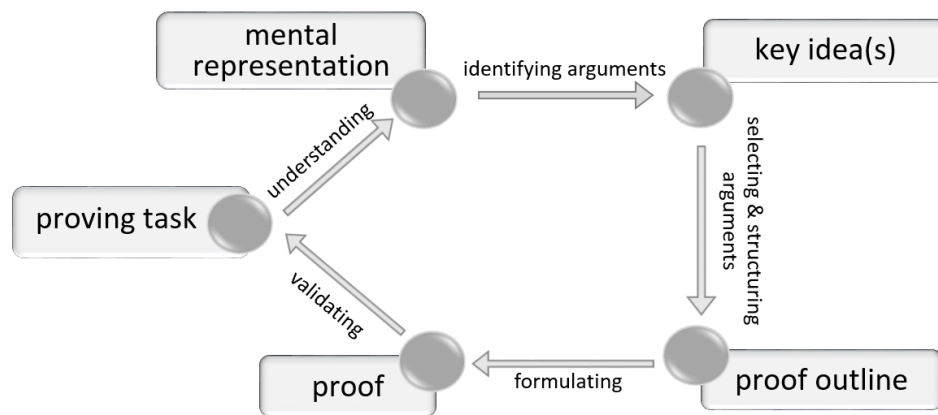 mental
representation
identifying arguments
key idea(s)
understanding
selecting & structuring
arguments
proving task
validating
proof
formulating
proof outline